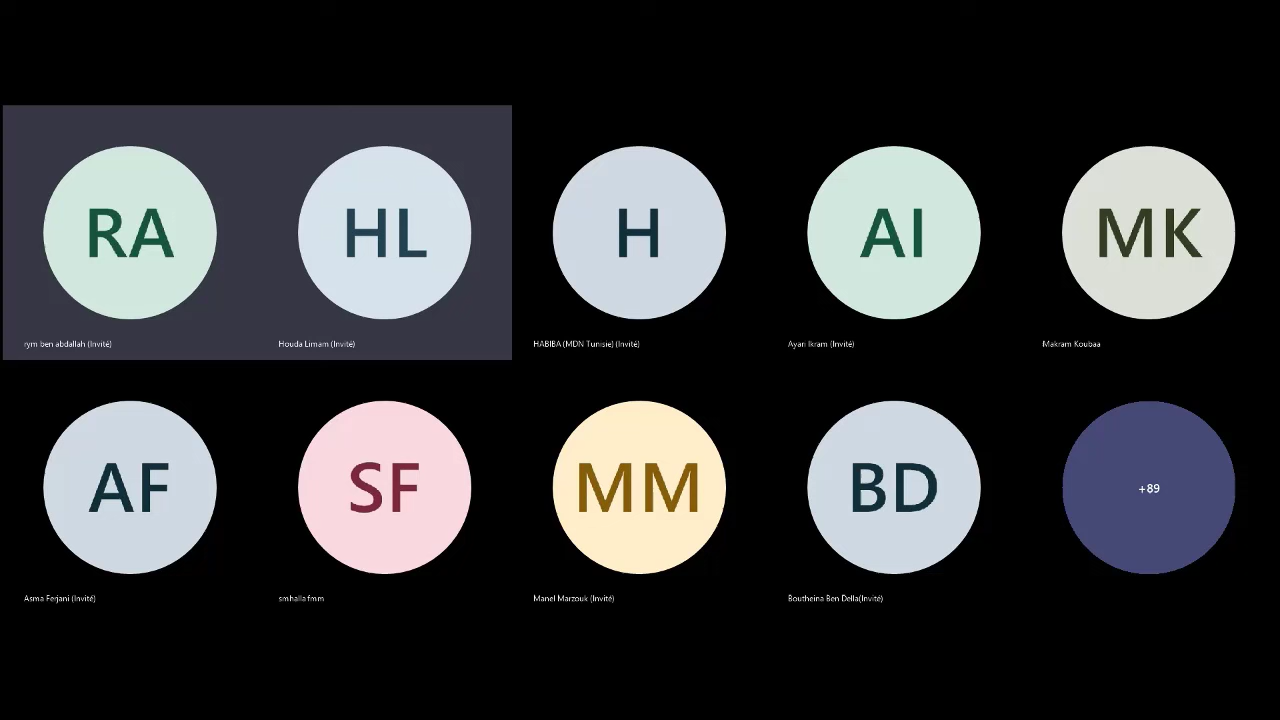 RA
HL
H
AI
MK
rym ben abdallah (Invité)
Houda Limam (Invité)
HABIBA (MDN Tunisie) (Invité)
Ayari Ikram (Invité)
Makram Koubaa
AF
SF
MM
BD
+89
Asma Ferjani (Invité)
smhalla fmm
Manel Marzouk (Invité)
Boutheina Ben Della(Invité)